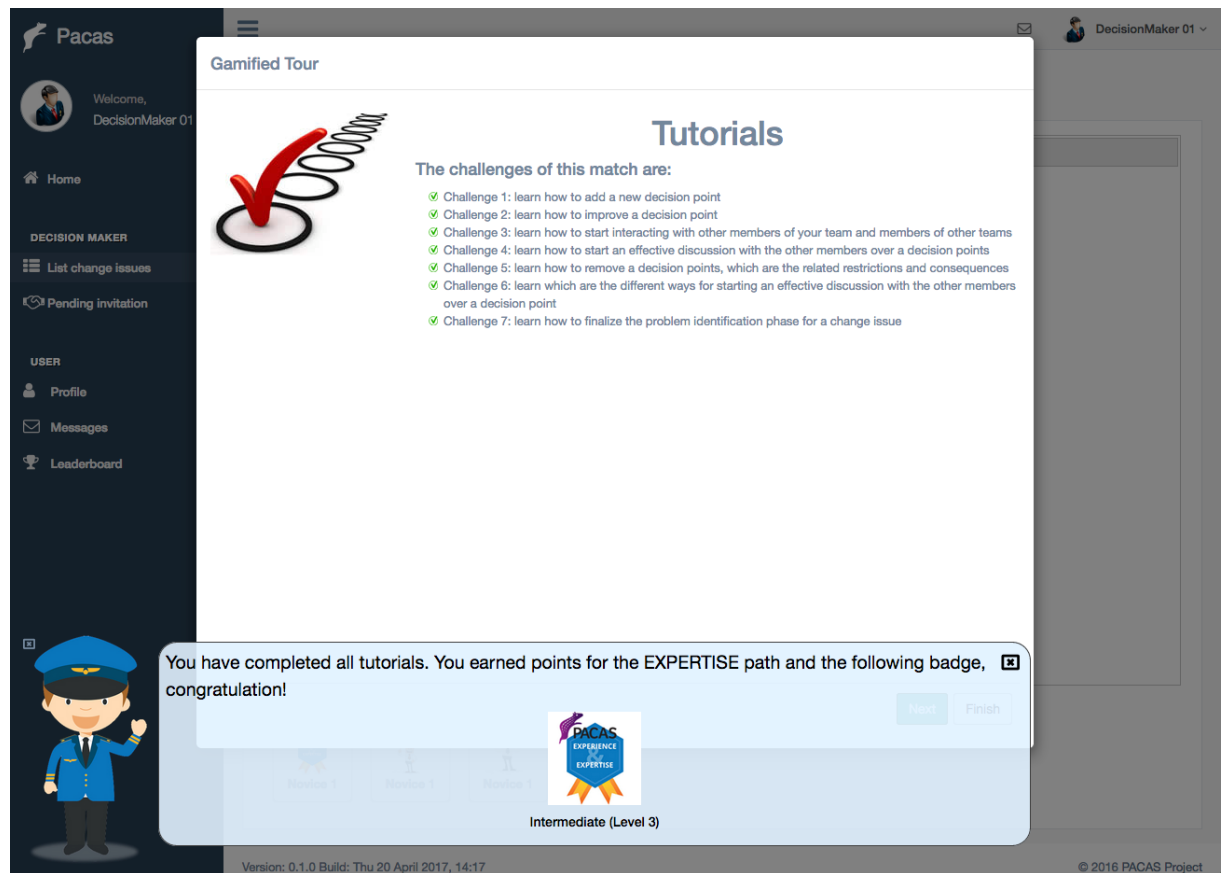 Pacas
DecisionMaker 01
Gamified Tour
Welcome,
DecisionMaker 01
Home
DECISION MAKER
List change issues
Pending invitation
USER
Profile
Messages
Leaderboard
Tutorials
The challenges of this match are:
Challenge 1: learn how to add a new decision point
Challenge 2: learn how to improve a decision point
Challenge 3: learn how to start interacting with other members of your team and members of other teams
Challenge 4: learn how to start an effective discussion with the other members over a decision points
Challenge 5: learn how to remove a decision points, which are the related restrictions and consequences
Challenge 6: learn which are the different ways for starting an effective discussion with the other members
over a decision point
Challenge 7: learn how to finalize the problem identification phase for a change issue
You have completed all tutorials. You earned points for the EXPERTISE path and the following badge,
congratulation!
Next Finish
PACAS
EXPERIENCE
&
EXPERTISE
Novice 1 Novice 1 Novice 1
Intermediate (Level 3)
Version: 0.1.0 Build: Thu 20 April 2017, 14:17
© 2016 PACAS Project